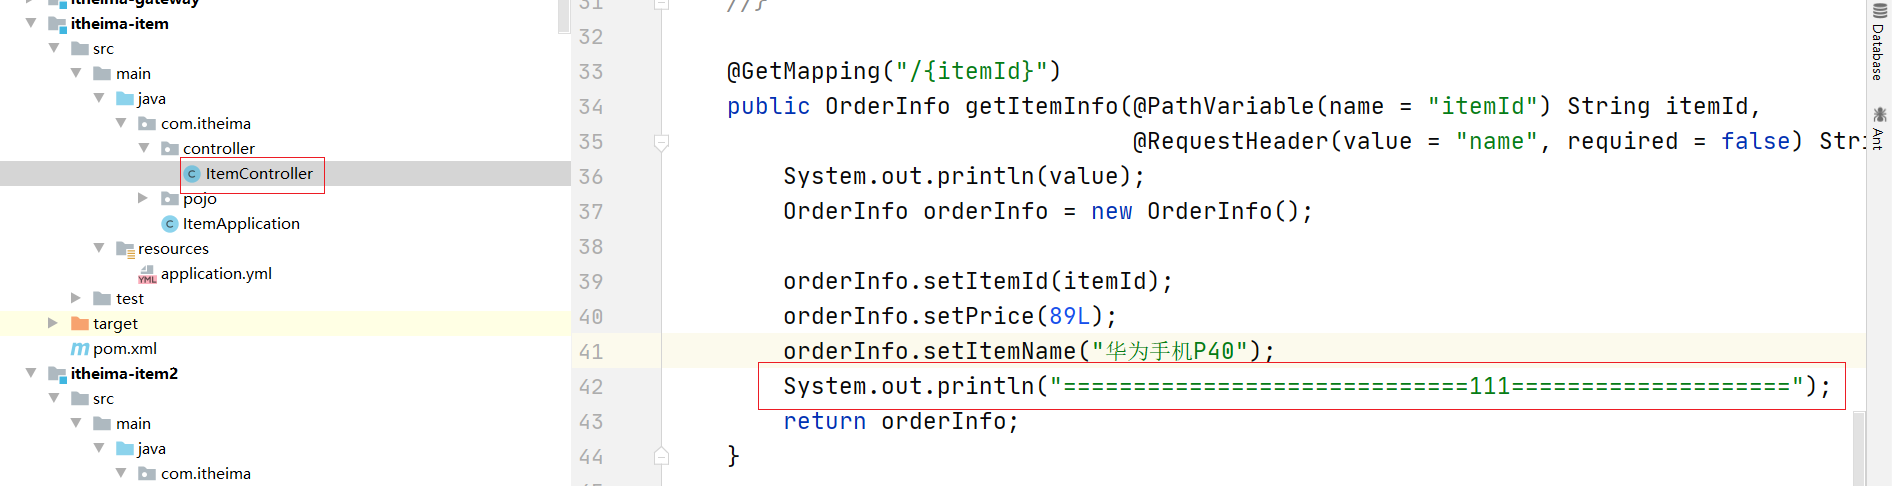 itheima-gateway
itheima-item
src
main
java
com.itheima
controller
ItemController
pojo
ItemApplication
resources
YML
application.yml
test
target
m pom.xml
itheima-item2
src
main
java
com.itheima
31 //}
32
33 @GetMapping("/{itemId}")
34 public OrderInfo getItemInfo(@PathVariable(name = "itemId") String itemId,
35 @RequestHeader(value = "name", required = false) Stri
36 System.out.println(value);
37 OrderInfo orderInfo = new OrderInfo();
38
39 orderInfo.setItemId(itemId);
40 orderInfo.setPrice(89L);
41 orderInfo.setItemName("华为手机P40");
42 System.out.println("=============================111====================");
43 return orderInfo;
44 }
Database
Ant